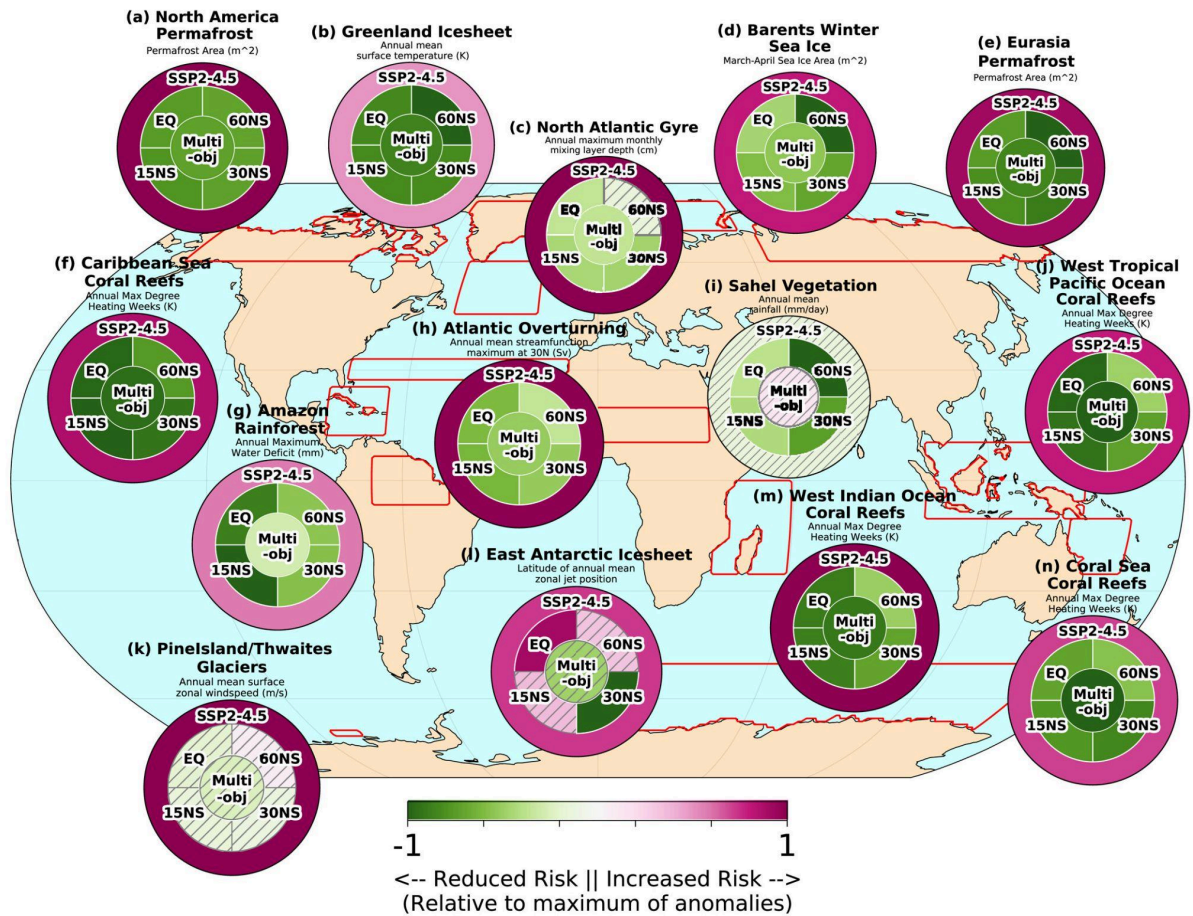 (a) North America
Permafrost
Permafrost Area (m^2)
SSP2-4.5
EQ
60NS
Multi
-obj
15NS
30NS
(b) Greenland Icesheet
Annual mean
surface temperature (K)
SSP2-4.5
EQ
60NS
Multi
-obj
15NS
30NS
(c) North Atlantic Gyre
Annual maximum monthly
mixing layer depth (cm)
SSP2-4.5
EQ
60NS
Multi
-obj
15NS
30NS
(d) Barents Winter
Sea Ice
March-April Sea Ice Area (m^2)
SSP2-4.5
EQ
60NS
Multi
-obj
15NS
30NS
(e) Eurasia
Permafrost
Permafrost Area (m^2)
SSP2-4.5
EQ
60NS
Multi
-obj
15NS
30NS
(f) Caribbean Sea
Coral Reefs
Annual Max Degree
Heating Weeks (K)
SSP2-4.5
EQ
60NS
Multi
-obj
15NS
30NS
(g) Amazon
Rainforest
Annual Maximum
Water Deficit (mm)
SSP2-4.5
EQ
60NS
Multi
-obj
15NS
30NS
(h) Atlantic Overturning
Annual mean streamfunction
maximum at 30N (Sv)
SSP2-4.5
EQ
60NS
Multi
-obj
15NS
30NS
(i) Sahel Vegetation
Annual mean
rainfall (mm/day)
SSP2-4.5
EQ
60NS
Multi
-obj
15NS
30NS
(j) West Tropical
Pacific Ocean
Coral Reefs
Annual Max Degree
Heating Weeks (K)
SSP2-4.5
EQ
60NS
Multi
-obj
15NS
30NS
(k) PineIsland/Thwaites
Glaciers
Annual mean surface
zonal windspeed (m/s)
SSP2-4.5
EQ
60NS
Multi
-obj
15NS
30NS
(l) East Antarctic Icesheet
Latitude of annual mean
zonal jet position
SSP2-4.5
EQ
60NS
Multi
-obj
15NS
30NS
(m) West Indian Ocean
Coral Reefs
Annual Max Degree
Heating Weeks (K)
SSP2-4.5
EQ
60NS
Multi
-obj
15NS
30NS
(n) Coral Sea
Coral Reefs
Annual Max Degree
Heating Weeks (K)
SSP2-4.5
EQ
60NS
Multi
-obj
15NS
30NS
-1
1
<-- Reduced Risk || Increased Risk -->
(Relative to maximum of anomalies)